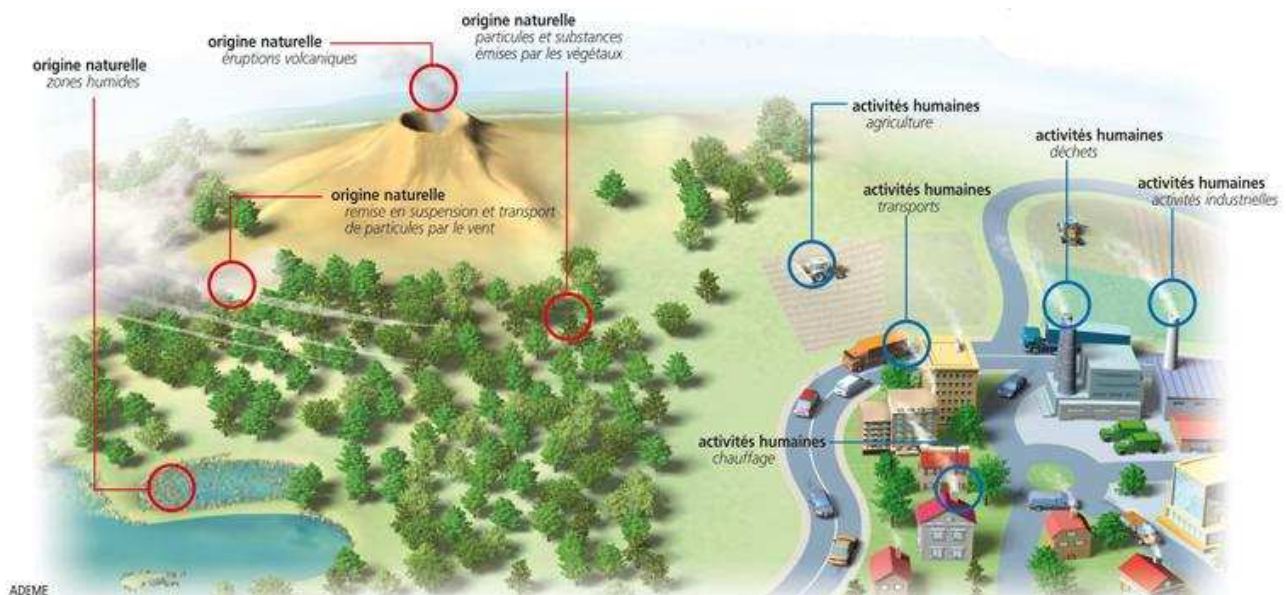 origine naturelle
zones humides
origine naturelle
éruptions volcaniques
origine naturelle
particules et substances
émises par les végétaux
origine naturelle
remise en suspension et transport
de particules par le vent
activités humaines
agriculture
activités humaines
transports
activités humaines
déchets
activités humaines
activités industrielles
activités humaines
chauffage
ADEME